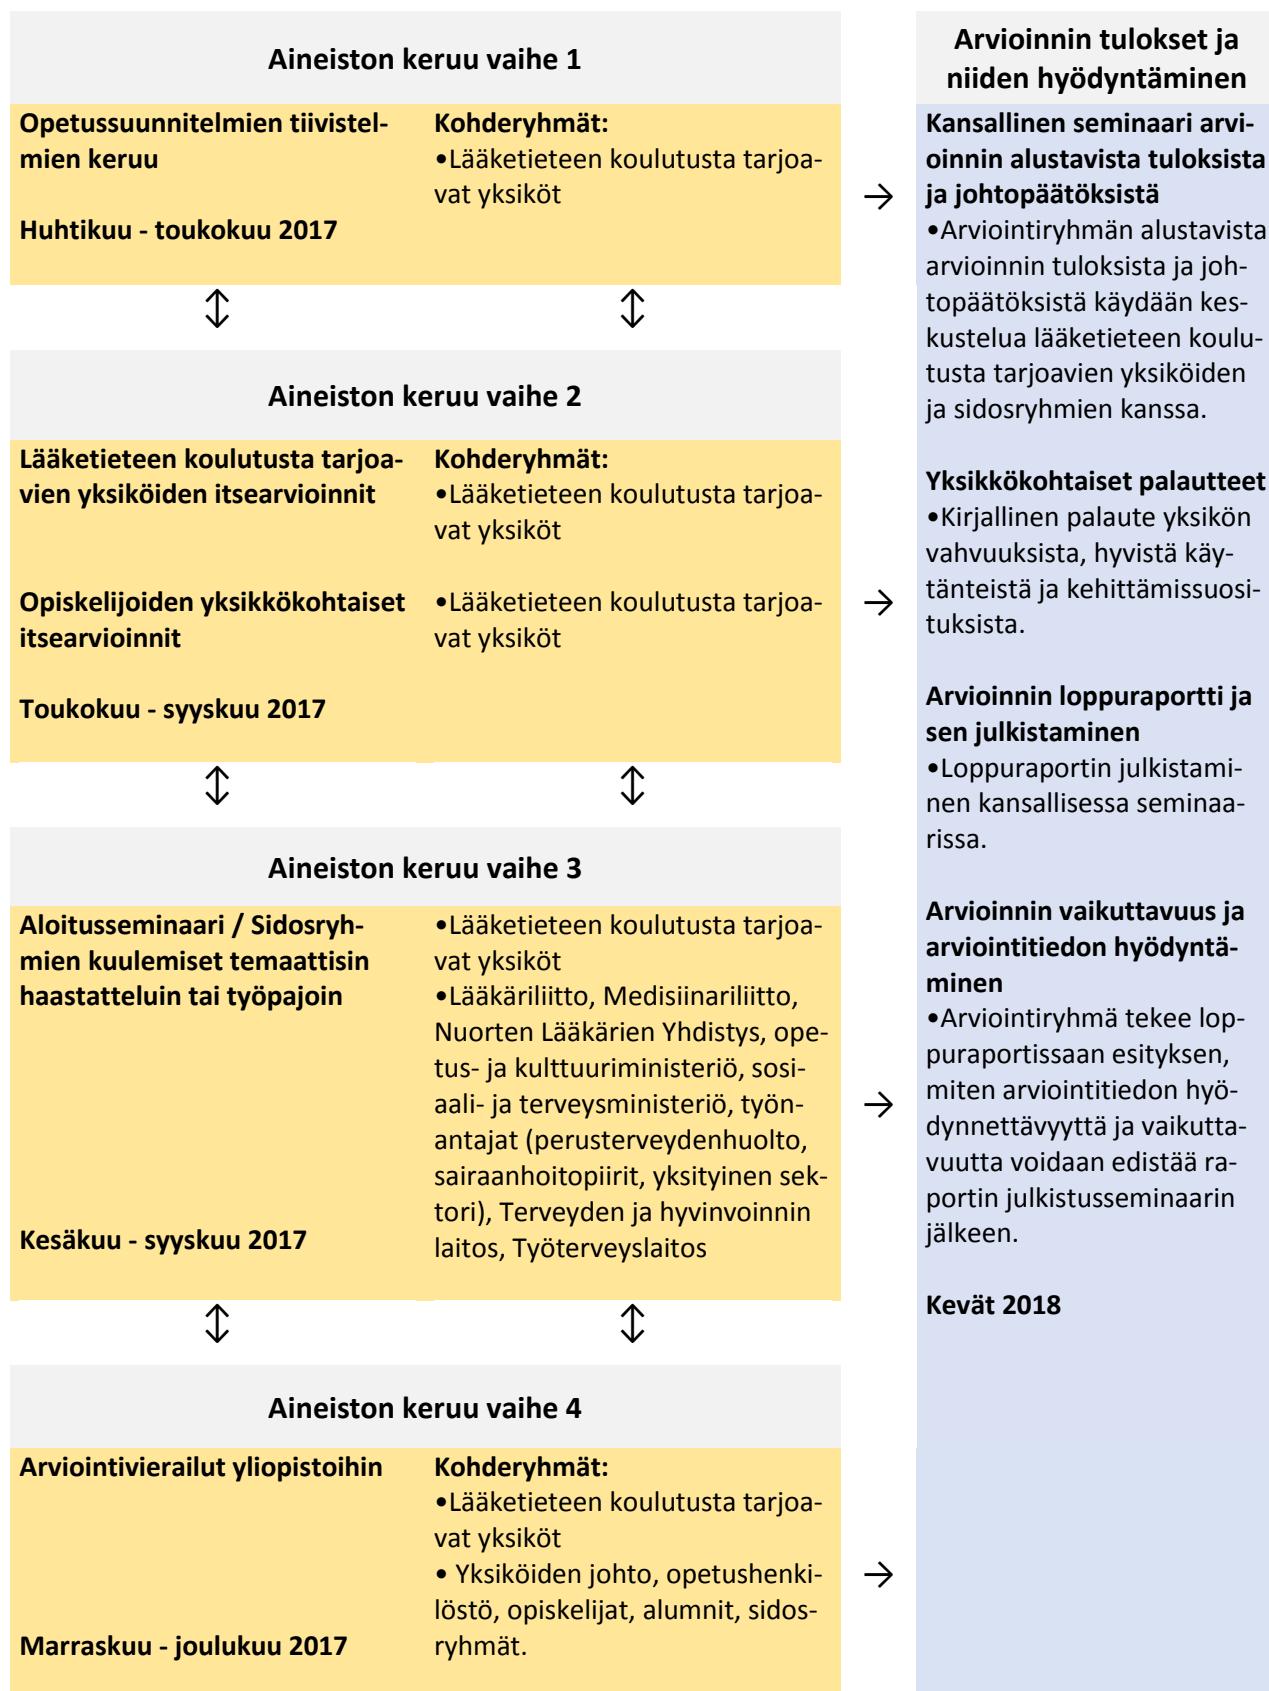 Aineiston keruu vaihe 1
Opetussuunnitelmien tiivistel-
mien keruu
Huhtikuu - toukokuu 2017
Kohderyhmät:
•Lääketieteen koulutusta tarjoa-
vat yksiköt
↕ ↕
Aineiston keruu vaihe 2
Lääketieteen koulutusta tarjoa-
vien yksiköiden itsearvioinnit
Opiskelijoiden yksikkökohtaiset
itsearvioinnit
Toukokuu - syyskuu 2017
Kohderyhmät:
•Lääketieteen koulutusta tarjoa-
vat yksiköt
•Lääketieteen koulutusta tarjoa-
vat yksiköt
↕ ↕
Aineiston keruu vaihe 3
Aloitusseminaari / Sidosryh-
mien kuulemiset temaattisin
haastatteluin tai työpajoin
Kesäkuu - syyskuu 2017
•Lääketieteen koulutusta tarjoa-
vat yksiköt
•Lääkäriliitto, Medisiinariliitto,
Nuorten Lääkärien Yhdistys, ope-
tus- ja kulttuuriministeriö, sosi-
aali- ja terveysministeriö, työn-
antajat (perusterveydenhuolto,
sairaanhoitopiirit, yksityinen sek-
tori), Terveyden ja hyvinvoinnin
laitos, Työterveyslaitos
↕ ↕
Aineiston keruu vaihe 4
Arviointivierailut yliopistoihin
Marraskuu - joulukuu 2017
Kohderyhmät:
•Lääketieteen koulutusta tarjoa-
vat yksiköt
• Yksiköiden johto, opetushenki-
löstö, opiskelijat, alumnit, sidos-
ryhmät.
→
→
→
→
Arvioinnin tulokset ja
niiden hyödyntäminen
Kansallinen seminaari arvi-
oinnin alustavista tuloksista
ja johtopäätöksistä
•Arviointiryhmän alustavista
arvioinnin tuloksista ja joh-
topäätöksistä käydään kes-
kustelua lääketieteen koulu-
tusta tarjoavien yksiköiden
ja sidosryhmien kanssa.
Yksikkökohtaiset palautteet
•Kirjallinen palaute yksikön
vahvuuksista, hyvistä käy-
tänteistä ja kehittämissuosi-
tuksista.
Arvioinnin loppuraportti ja
sen julkistaminen
•Loppuraportin julkistami-
nen kansallisessa seminaa-
rissa.
Arvioinnin vaikuttavuus ja
arviointitiedon hyödyntä-
minen
•Arviointiryhmä tekee lop-
puraportissaan esityksen,
miten arviointitiedon hyö-
dynnettävyyttä ja vaikutta-
vuutta voidaan edistää ra-
portin julkistusseminaarin
jälkeen.
Kevät 2018